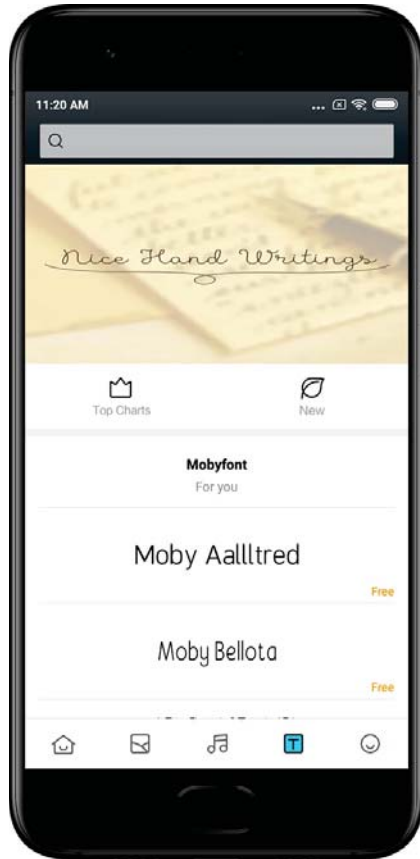 11:20 AM
Nice Hand Writings
Top Charts
New
Mobyfont
For you
Moby Aallltred
Free
Moby Bellota
Free
T